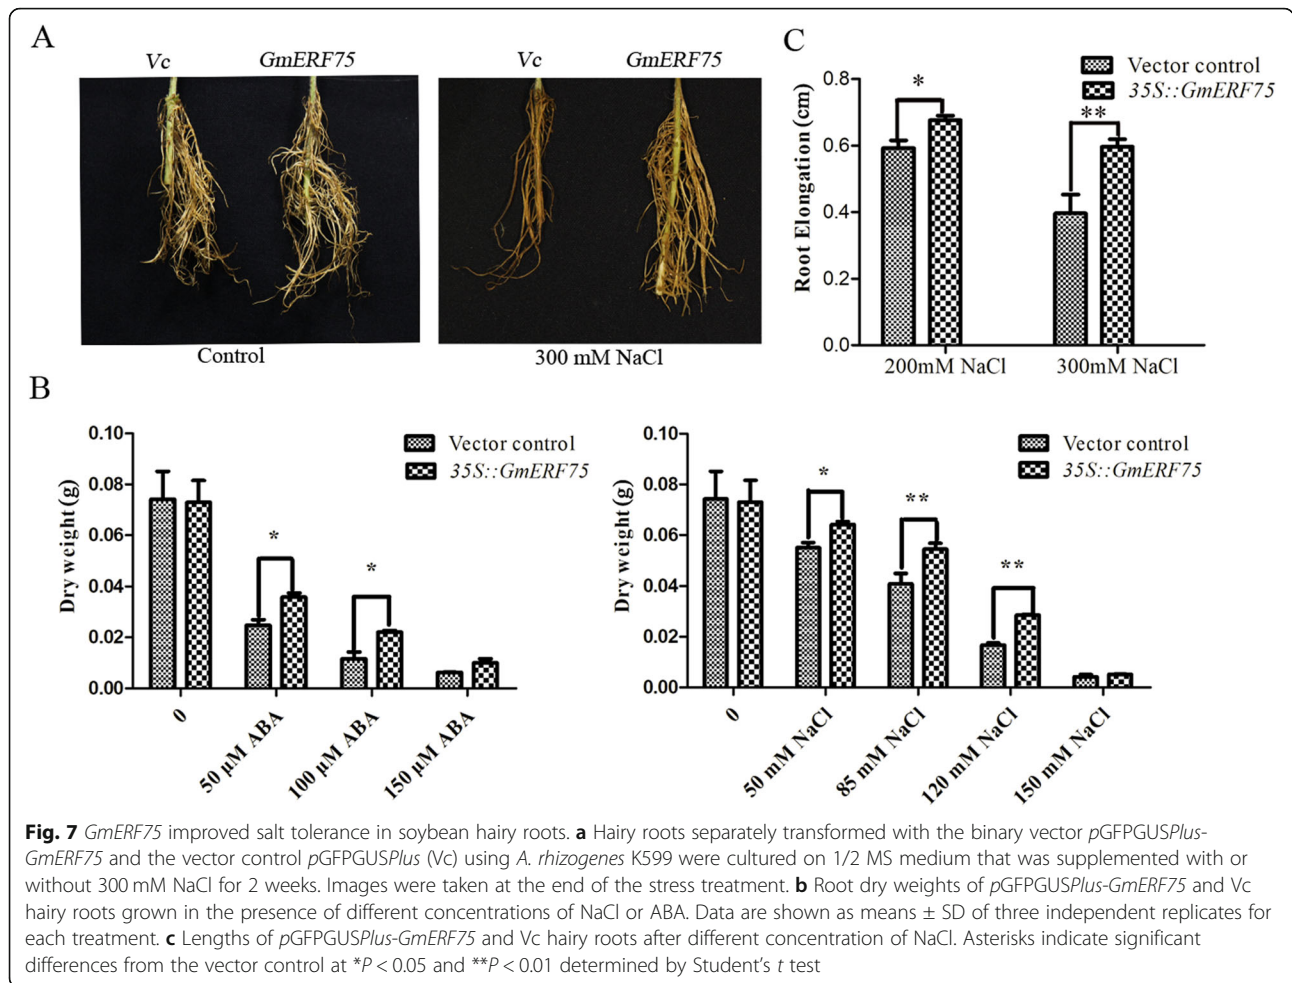 A
Vc GmERF75
Vc GmERF75
Control
300 mM NaCl
C
Vector control
35S::GmERF75
Root Elongation (cm)
0.8
0.6
0.4
0.2
0.0
*
**
200mM NaCl
300mM NaCl
B
Vector control
35S::GmERF75
Dry weight (g)
0.10
0.08
0.06
0.04
0.02
0.00
*
*
0
50 μM ABA
100 μM ABA
150 μM ABA
Vector control
35S::GmERF75
Dry weight (g)
0.10
0.08
0.06
0.04
0.02
0.00
*
**
**
0
50 mM NaCl
85 mM NaCl
120 mM NaCl
150 mM NaCl
Fig. 7 GmERF75 improved salt tolerance in soybean hairy roots. a Hairy roots separately transformed with the binary vector pGFPGUSPlus-
GmERF75 and the vector control pGFPGUSPlus (Vc) using A. rhizogenes K599 were cultured on 1/2 MS medium that was supplemented with or
without 300 mM NaCl for 2 weeks. Images were taken at the end of the stress treatment. b Root dry weights of pGFPGUSPlus-GmERF75 and Vc
hairy roots grown in the presence of different concentrations of NaCl or ABA. Data are shown as means ± SD of three independent replicates for
each treatment. c Lengths of pGFPGUSPlus-GmERF75 and Vc hairy roots after different concentration of NaCl. Asterisks indicate significant
differences from the vector control at *P < 0.05 and **P < 0.01 determined by Student's t test